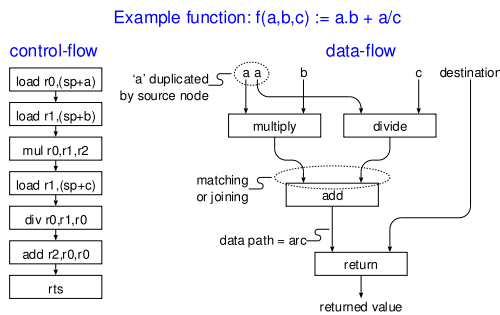 Example function: f(a,b,c) := a.b + a/c
control-flow
load r0,(sp+a)
load r1,(sp+b)
mul r0,r1,r2
load r1,(sp+c)
div r0,r1,r0
add r2,r0,r0
rts
data-flow
‘a’ duplicated
by source node
a a
b
c
destination
multiply
divide
matching
or joining
add
data path = arc
return
returned value